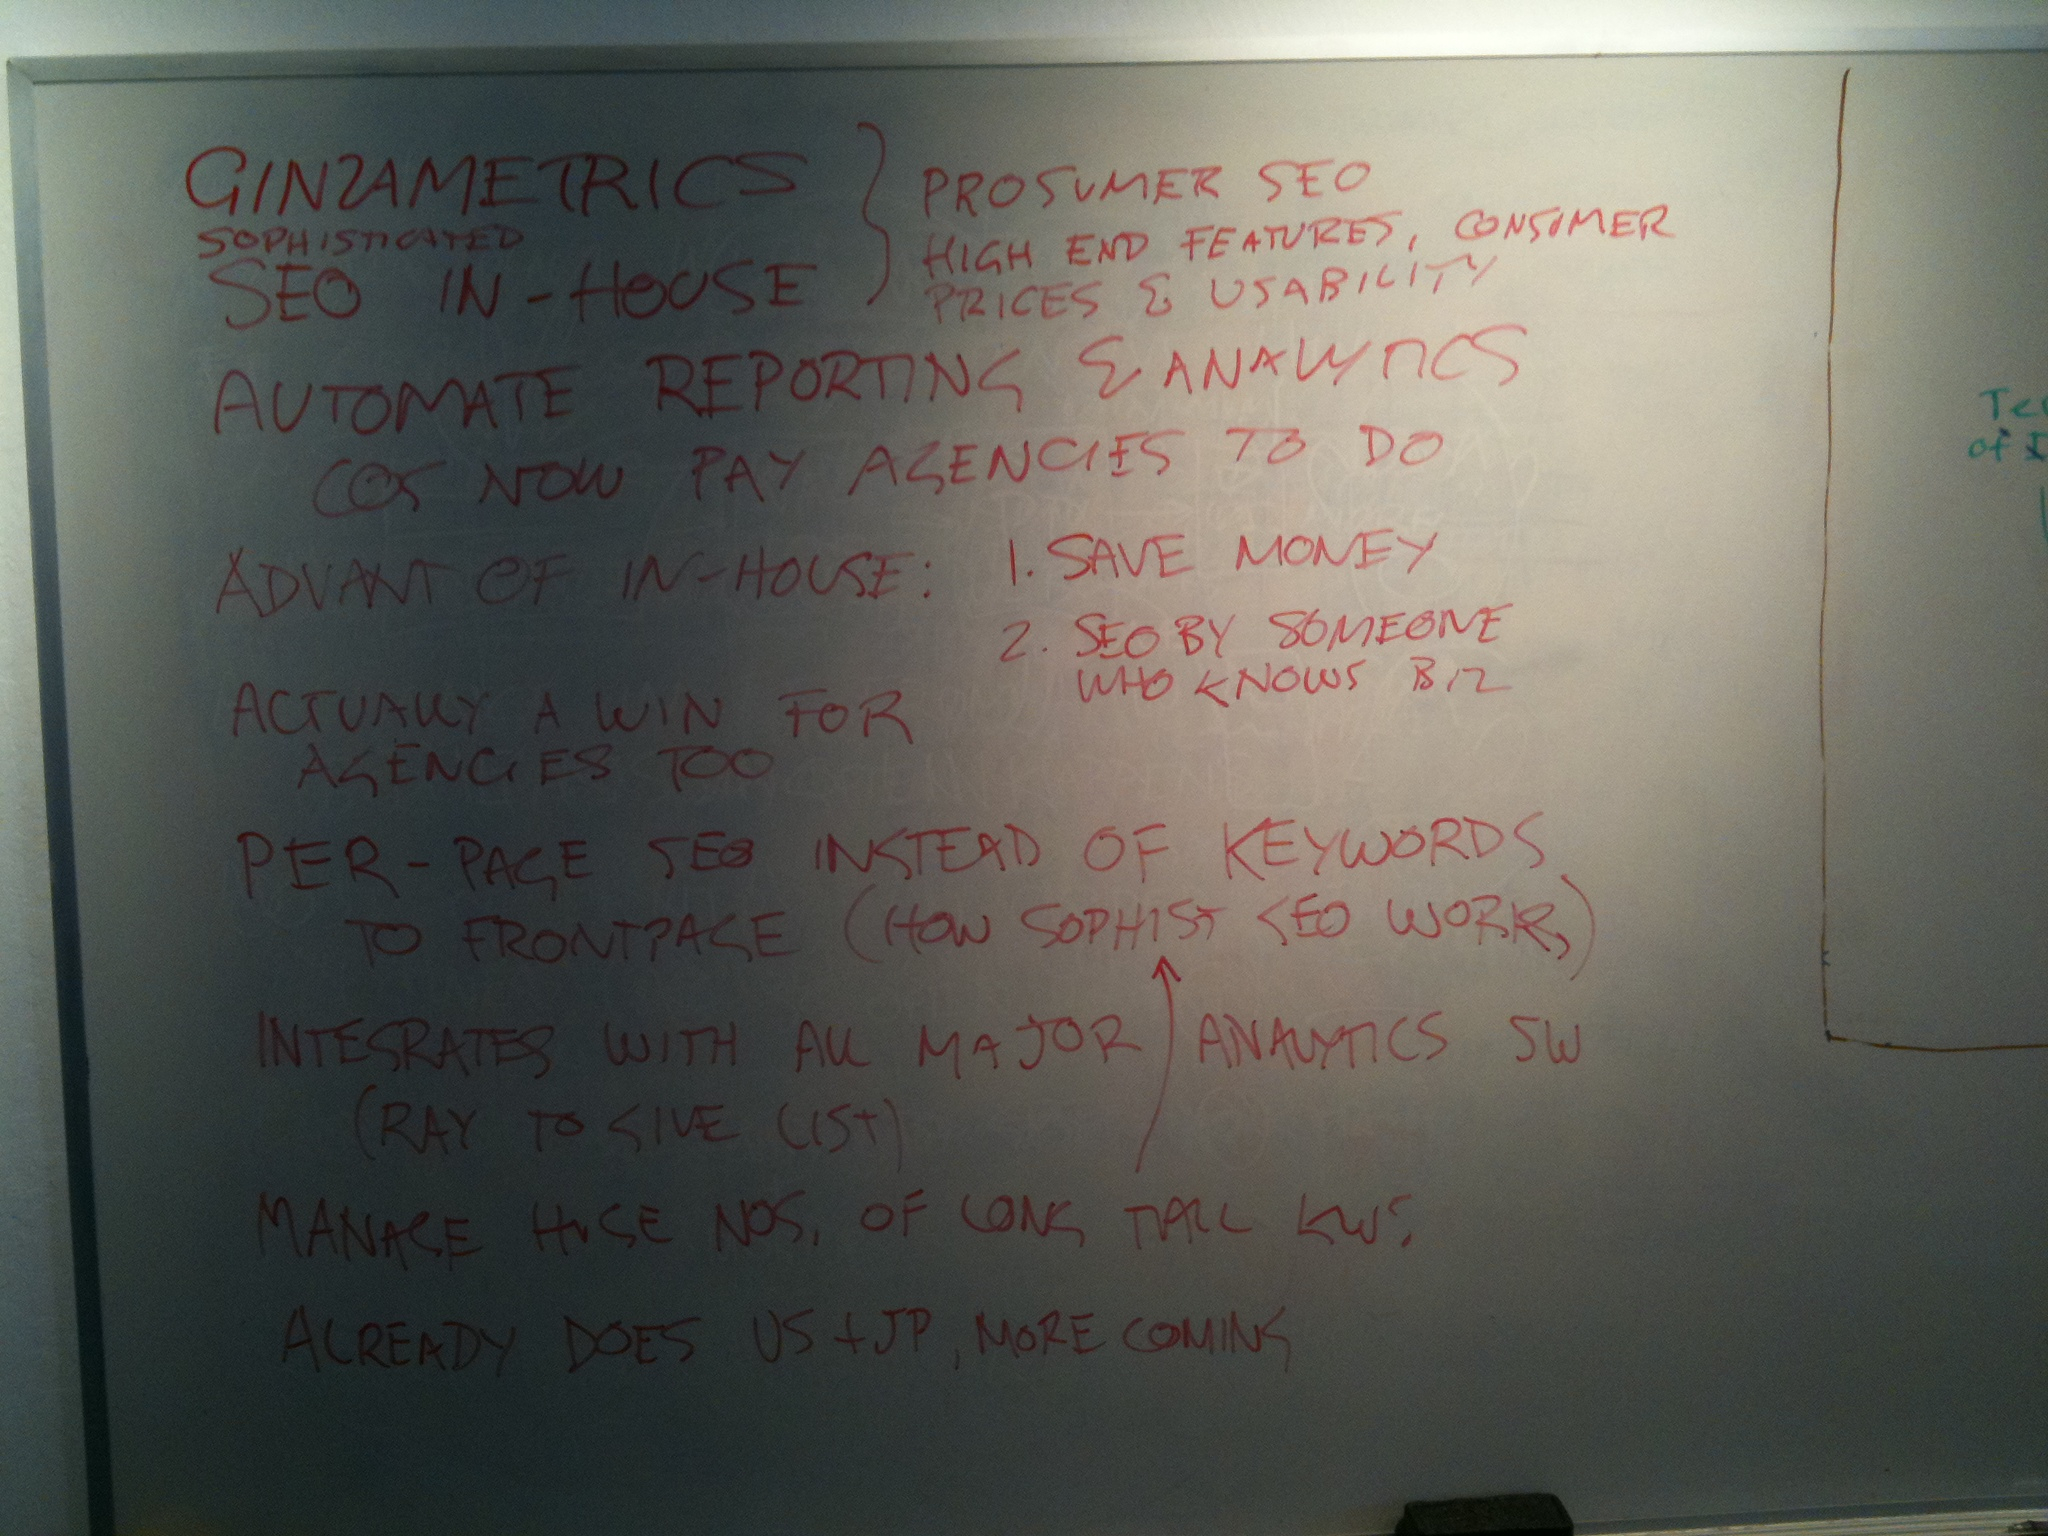 GINZAMETRICS
SOPHISTICATED
SEO IN-HOUSE
PROSUMER SEO
HIGH END FEATURES, CONSUMER
PRICES & USABILITY
AUTOMATE REPORTING & ANALYTICS
COS NOW PAY AGENCIES TO DO
ADVANT OF IN-HOUSE:
1. SAVE MONEY
2. SEO BY SOMEONE
WHO KNOWS BIZ
ACTUALLY A WIN FOR
AGENCIES TOO
PER-PAGE SEO INSTEAD OF KEYWORDS
TO FRONTPAGE (HOW SOPHIST SEO WORKS)
INTEGRATES WITH ALL MAJOR ANALYTICS SW
(RAY TO GIVE LIST)
MANAGE HUGE NOS. OF LONG TAIL KWS
ALREADY DOES US + JP, MORE COMING
of